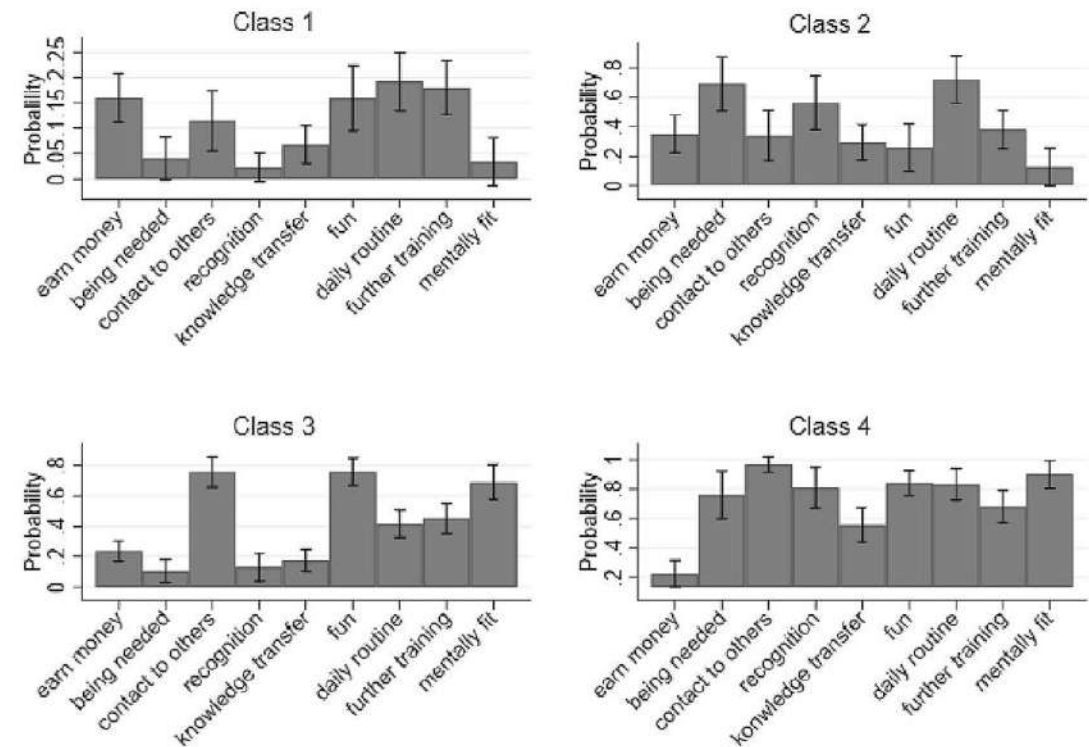 Class 1
Probability
0 .05 .15 .25
earn money
being needed
contact to others
recognition
knowledge transfer
fun
daily routine
further training
mentally fit
Class 2
Probability
0 .2 .4 .6 .8
earn money
being needed
contact to others
recognition
knowledge transfer
fun
daily routine
further training
mentally fit
Class 3
Probability
0 .2 .4 .6 .8
earn money
being needed
contact to others
recognition
knowledge transfer
fun
daily routine
further training
mentally fit
Class 4
Probability
.2 .4 .6 .8 1
earn money
being needed
contact to others
recognition
konwledge transfer
fun
daily routine
further training
mentally fit